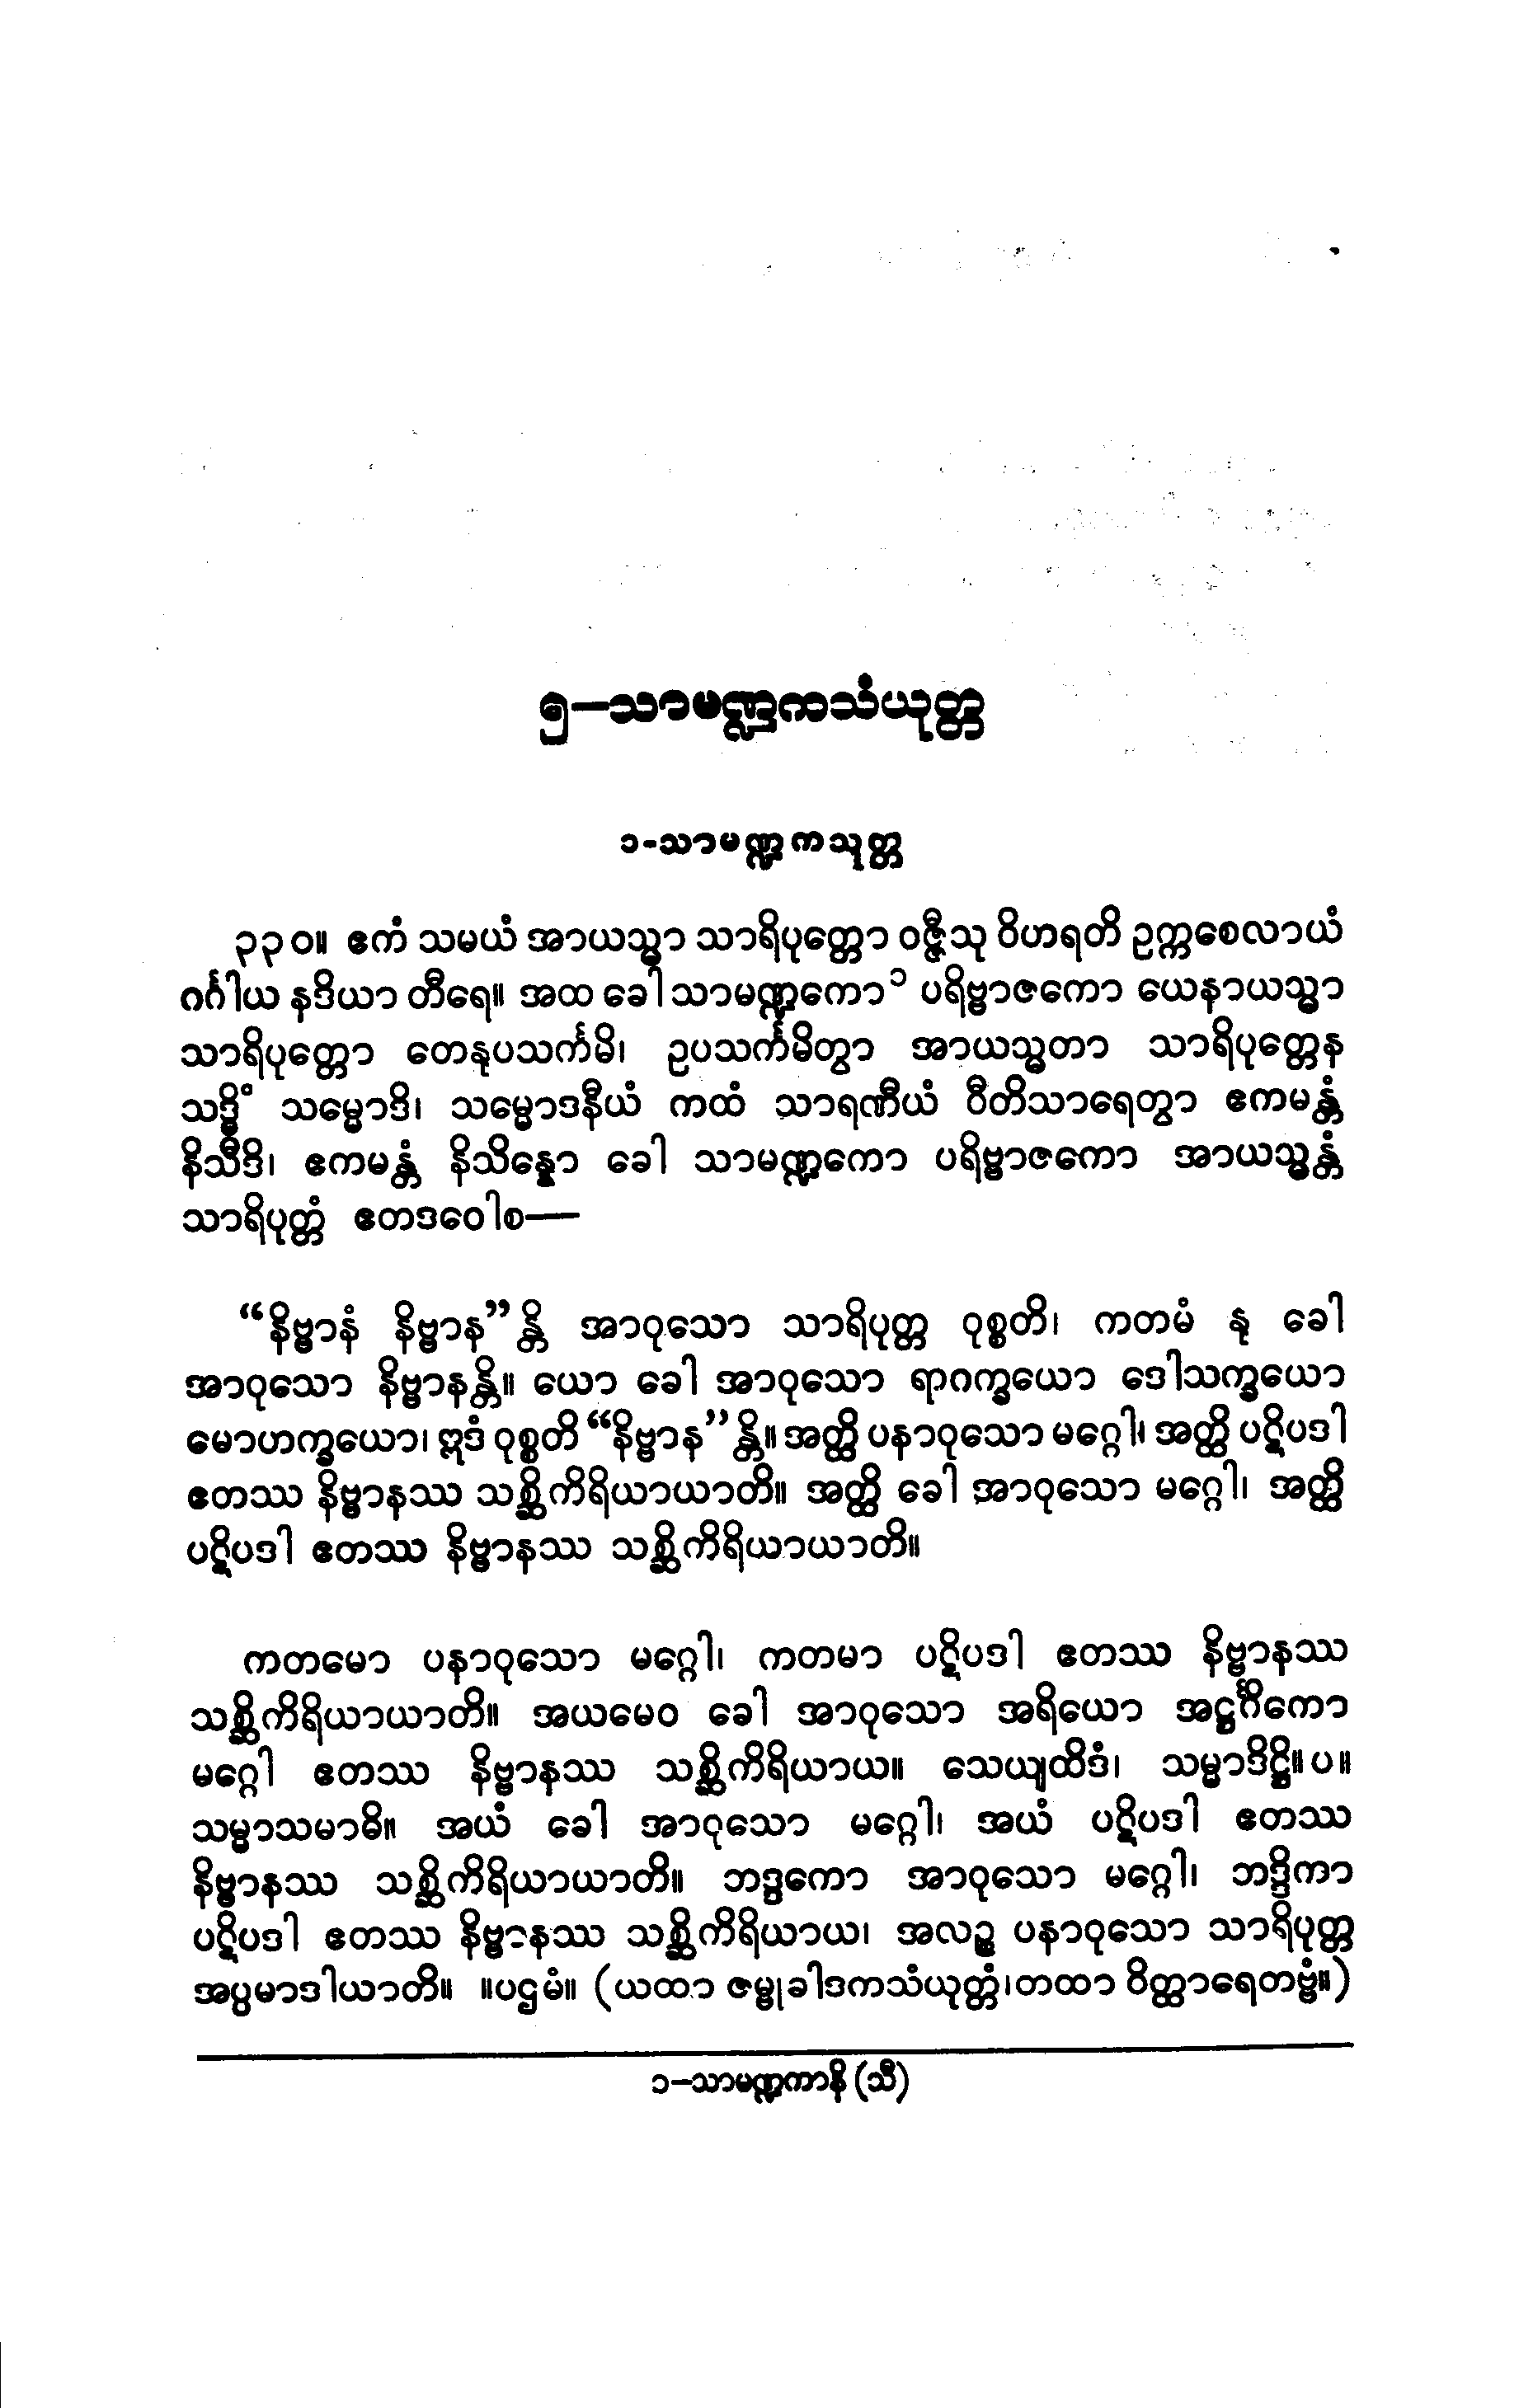 ၅–သာမဏ္ဍကသံယုတ္တ
၁-သာမဏ္ဍကသုတ္တ
၃၃၀။ ဧကံ သမယံ အာယသ္မာ သာရိပုတ္တော ဝဇ္ဇီသု ဝိဟရတိ ဥက္ကစေလာယံ
ဂင်္ဂါယ နဒိယာ တီရေ။ အထ ခေါ သာမဏ္ဍကော၁ ပရိဗ္ဗာဇကော ယေနာယသ္မာ
သာရိပုတ္တော တေနုပသင်္ကမိ၊ ဥပသင်္ကမိတွာ အာယသ္မတာ သာရိပုတ္တေန
သဒ္ဓိံ သမ္မောဒိ၊ သမ္မောဒနီယံ ကထံ သာရဏီယံ ဝီတိသာရေတွာ ဧကမန္တံ
နိသီဒိ၊ ဧကမန္တံ နိသိန္နော ခေါ သာမဏ္ဍကော ပရိဗ္ဗာဇကော အာယသ္မန္တံ
သာရိပုတ္တံ ဧတဒဝေါစ—
“နိဗ္ဗာနံ နိဗ္ဗာန”န္တိ အာဝုသော သာရိပုတ္တ ဝုစ္စတိ၊ ကတမံ နု ခေါ
အာဝုသော နိဗ္ဗာနန္တိ။ ယော ခေါ အာဝုသော ရာဂက္ခယော ဒေါသက္ခယော
မောဟက္ခယော၊ ဣဒံ ဝုစ္စတိ “နိဗ္ဗာန”န္တိ။ အတ္ထိ ပနာဝုသော မဂ္ဂေါ၊ အတ္ထိ ပဋိပဒါ
ဧတဿ နိဗ္ဗာနဿ သစ္ဆိကိရိယာယာတိ။ အတ္ထိ ခေါ အာဝုသော မဂ္ဂေါ၊ အတ္ထိ
ပဋိပဒါ ဧတဿ နိဗ္ဗာနဿ သစ္ဆိကိရိယာယာတိ။
ကတမော ပနာဝုသော မဂ္ဂေါ၊ ကတမာ ပဋိပဒါ ဧတဿ နိဗ္ဗာနဿ
သစ္ဆိကိရိယာယာတိ။ အယမေဝ ခေါ အာဝုသော အရိယော အဋ္ဌင်္ဂိကော
မဂ္ဂေါ ဧတဿ နိဗ္ဗာနဿ သစ္ဆိကိရိယာယ။ သေယျထိဒံ၊ သမ္မာဒိဋ္ဌိ။ပ။
သမ္မာသမာဓိ။ အယံ ခေါ အာဝုသော မဂ္ဂေါ၊ အယံ ပဋိပဒါ ဧတဿ
နိဗ္ဗာနဿ သစ္ဆိကိရိယာယာတိ။ ဘဒ္ဒကော အာဝုသော မဂ္ဂေါ၊ ဘဒ္ဒိကာ
ပဋိပဒါ ဧတဿ နိဗ္ဗာနဿ သစ္ဆိကိရိယာယ၊ အလဉ္စ ပနာဝုသော သာရိပုတ္တ
အပ္ပမာဒါယာတိ။ ။ပဌမံ။ (ယထာ ဇမ္ဗုခါဒကသံယုတ္တံ၊တထာ ဝိတ္ထာရေတဗ္ဗံ။)
၁–သာမဏ္ဍကာနိ (သီ)